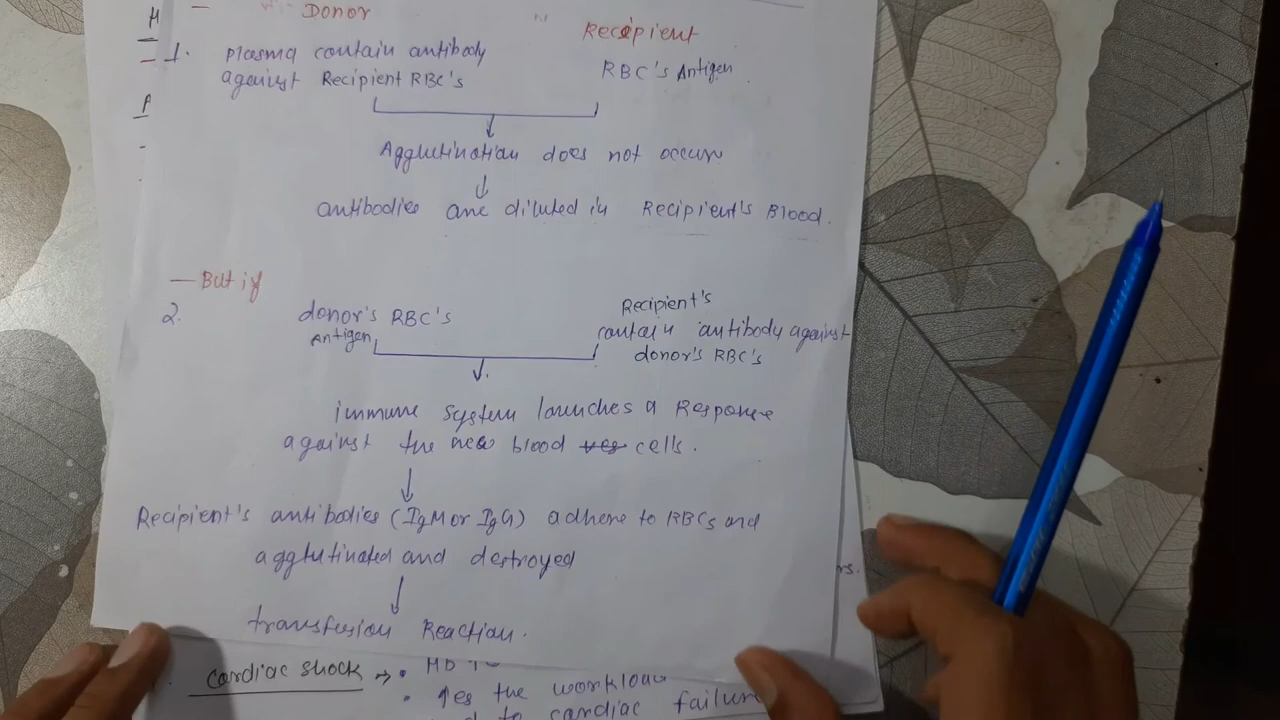 Donor
Recipient
1. Plasma contain antibody
against Recipient RBC's
RBC's Antigen
Agglutination does not occur
antibodies are diluted in Recipient's Blood.
— But if
2.
donor's RBC's
Antigen
Recipient's
contain antibody against
donor's RBC's
immune system launches a Response
against the new blood cells.
Recipient's antibodies (IgM or IgG) adhere to RBCs and
agglutinated and destroyed
transfusion Reaction.
cardiac shock →
• ↑es the workload
to cardiac failure